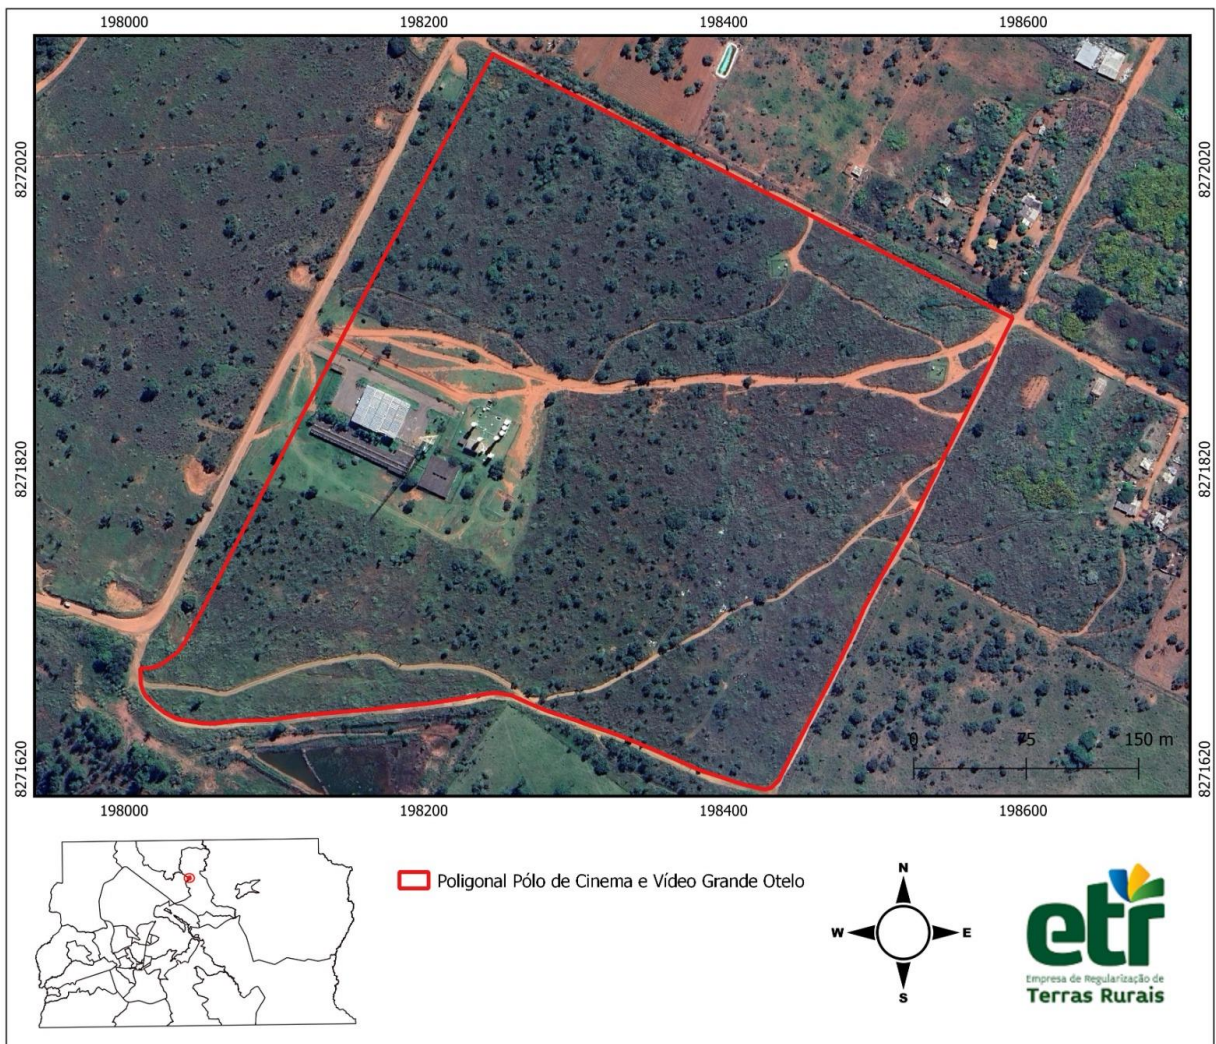 198000
198200
198400
198600
8272020
8272020
8271820
8271820
8271620
8271620
0
75
150 m
198000
198200
198400
198600
Poligonal Pólo de Cinema e Vídeo Grande Otelo
N
W
E
S
etr
Empresa de Regularização de
Terras Rurais